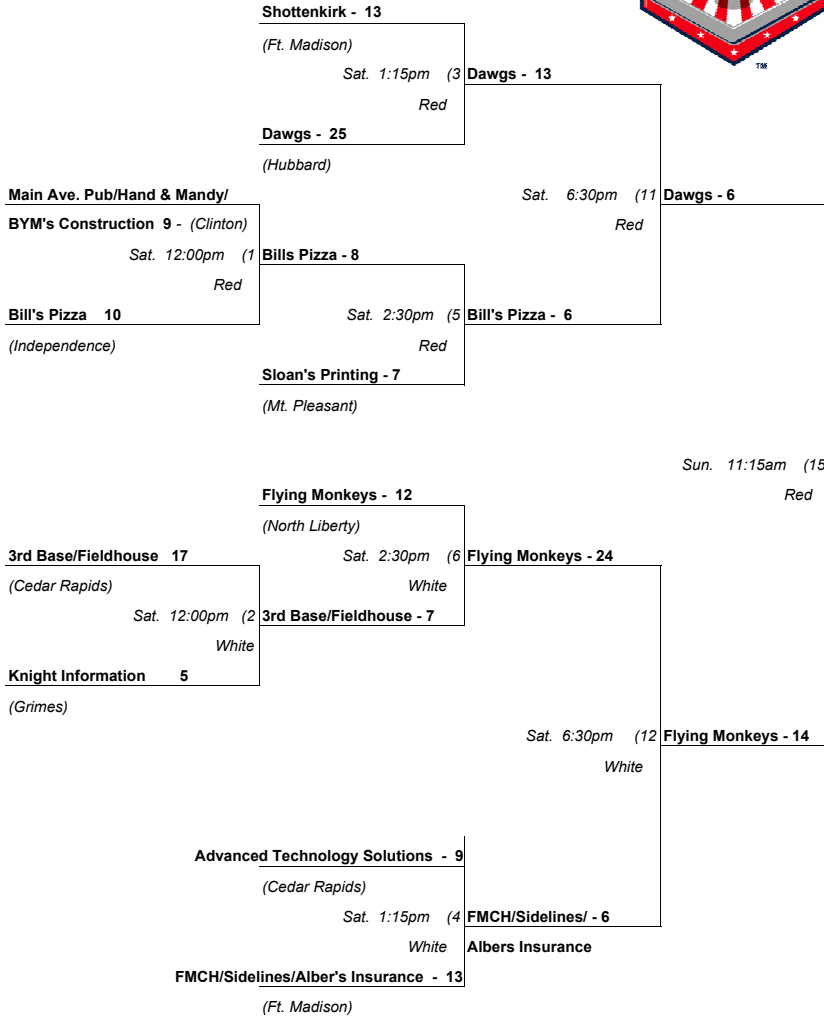 Shottenkirk - 13
(Ft. Madison)
TM
Sat. 1:15pm (3 Dawgs - 13
Red
Dawgs - 25
(Hubbard)
Main Ave. Pub/Hand & Mandy/ Sat. 6:30pm (11 Dawgs - 6
BYM's Construction 9 - (Clinton) Red
Sat. 12:00pm (1 Bills Pizza - 8
Red
Bill's Pizza 10 Sat. 2:30pm (5 Bill's Pizza - 6
(Independence) Red
Sloan's Printing - 7
(Mt. Pleasant)
Sun. 11:15am (15
Flying Monkeys - 12 Red
(North Liberty)
3rd Base/Fieldhouse 17 Sat. 2:30pm (6 Flying Monkeys - 24
(Cedar Rapids) White
Sat. 12:00pm (2 3rd Base/Fieldhouse - 7
White
Knight Information 5
(Grimes)
Sat. 6:30pm (12 Flying Monkeys - 14
White
Advanced Technology Solutions - 9
(Cedar Rapids)
Sat. 1:15pm (4 FMCH/Sidelines/ - 6
White Albers Insurance
FMCH/Sidelines/Alber's Insurance - 13
(Ft. Madison)